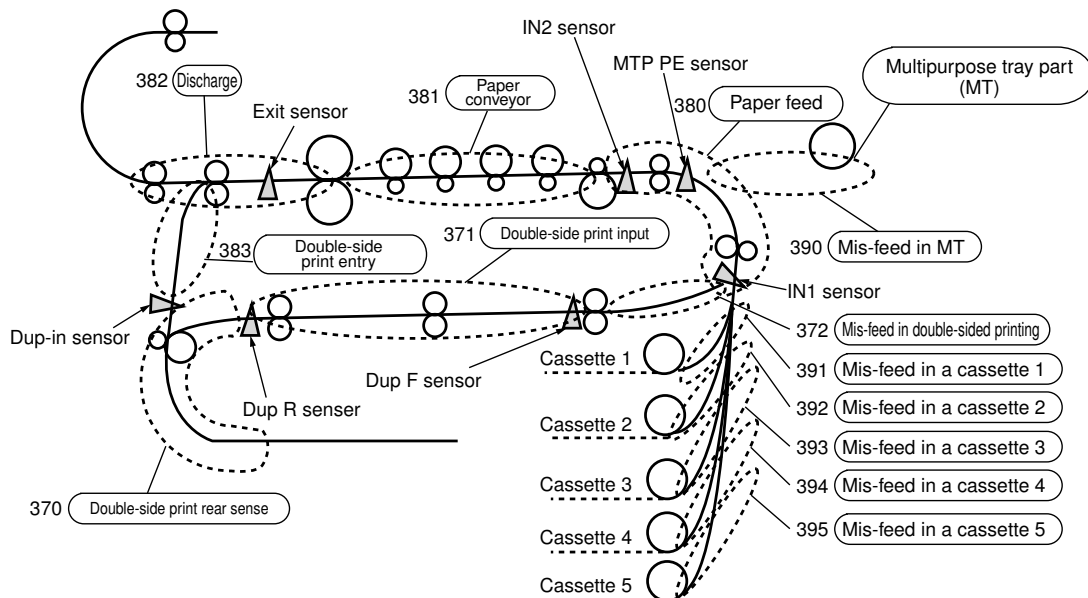 IN2 sensor
MTP PE sensor
Multipurpose tray part
(MT)
382 Discharge
Exit sensor
381 Paper
conveyor
380 Paper feed
383 Double-side
print entry
371 Double-side print input
390 Mis-feed in MT
IN1 sensor
Dup-in sensor
372 Mis-feed in double-sided printing
Cassette 1
391 Mis-feed in a cassette 1
Dup F sensor
Dup R senser
392 Mis-feed in a cassette 2
Cassette 2
393 Mis-feed in a cassette 3
Cassette 3
394 Mis-feed in a cassette 4
370 Double-side print rear sense
395 Mis-feed in a cassette 5
Cassette 4
Cassette 5